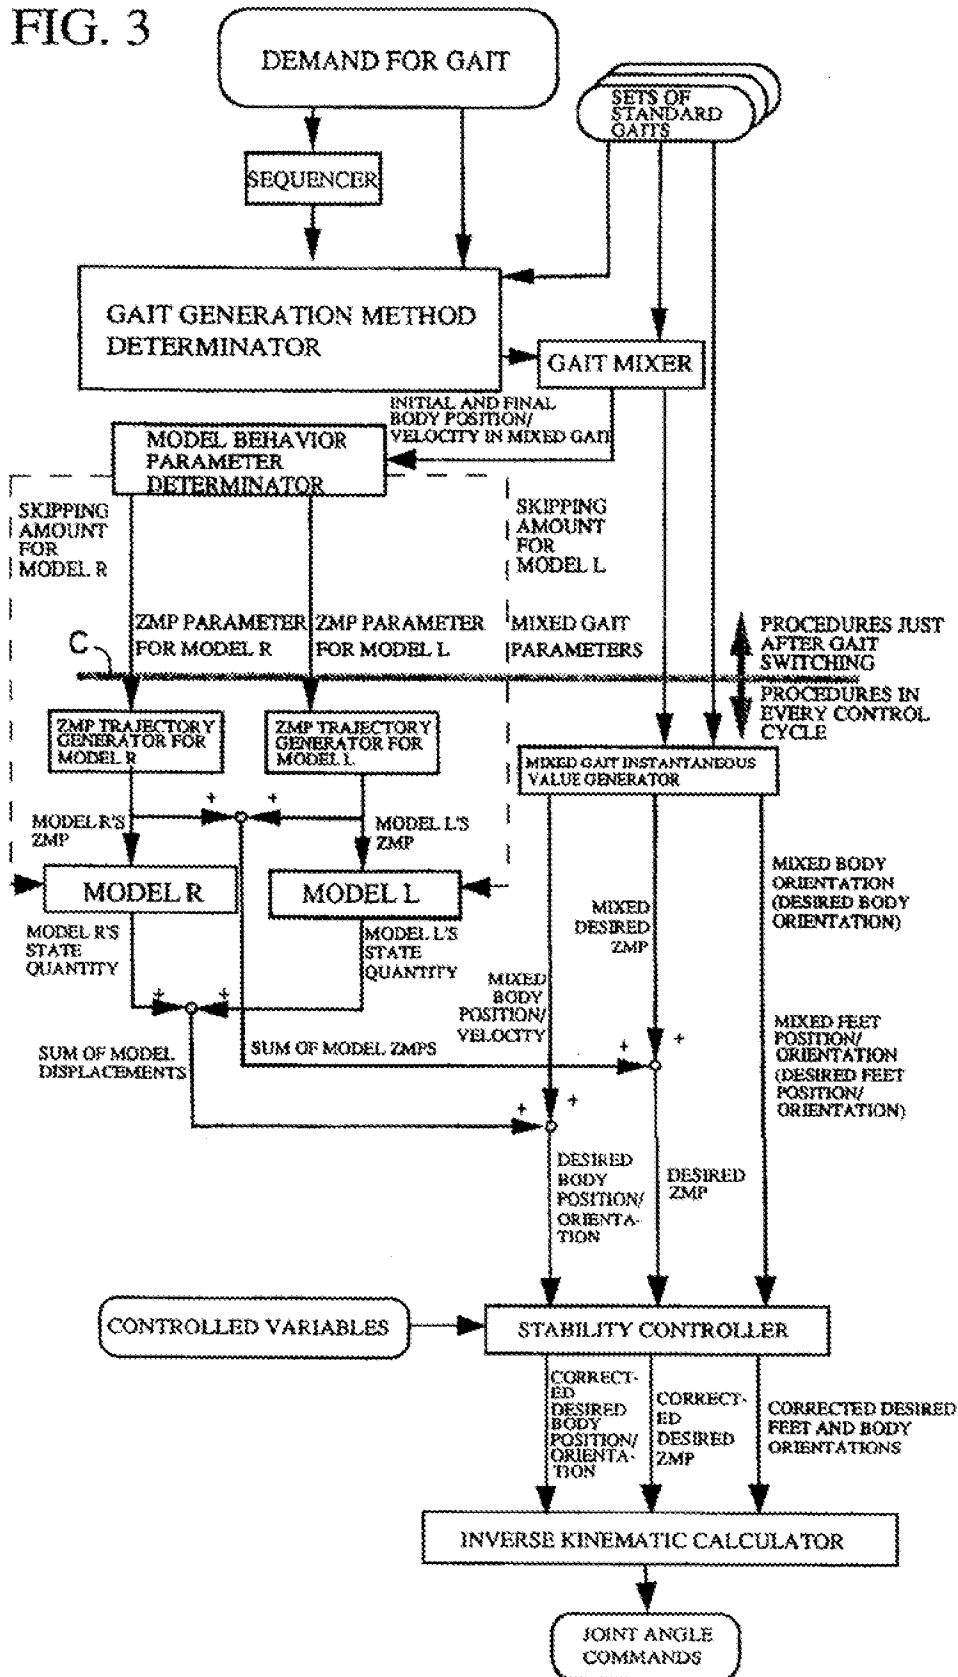 FIG. 3
DEMAND FOR GAIT
SETS OF
STANDARD
GAITS
SEQUENCER
GAIT GENERATION METHOD
DETERMINATOR
GAIT MIXER
INITIAL AND FINAL
BODY POSITION/
VELOCITY IN MIXED GAIT
MODEL BEHAVIOR
PARAMETER
DETERMINATOR
SKIPPING
AMOUNT
FOR
MODEL R
SKIPPING
AMOUNT
FOR
MODEL L
ZMP PARAMETER
FOR MODEL R
ZMP PARAMETER
FOR MODEL L
MIXED GAIT
PARAMETERS
PROCEDURES JUST
AFTER GAIT
SWITCHING
C
PROCEDURES IN
EVERY CONTROL
CYCLE
ZMP TRAJECTORY
GENERATOR FOR
MODEL R
ZMP TRAJECTORY
GENERATOR FOR
MODEL L
MIXED GAIT INSTANTANEOUS
VALUE GENERATOR
+
+
MODEL R'S
ZMP
MODEL L'S
ZMP
MODEL R
MODEL L
MIXED BODY
ORIENTATION
(DESIRED BODY
ORIENTATION)
MIXED
DESIRED
ZMP
MODEL R'S
STATE
QUANTITY
MODEL L'S
STATE
QUANTITY
MIXED
BODY
POSITION/
VELOCITY
+
+
MIXED FEET
POSITION/
ORIENTATION
(DESIRED FEET
POSITION/
ORIENTATION)
SUM OF MODEL
DISPLACEMENTS
SUM OF MODEL ZMPS
+
+
+
+
DESIRED
BODY
POSITION/
ORIENTA-
TION
DESIRED
ZMP
CONTROLLED VARIABLES
STABILITY CONTROLLER
CORRECT-
ED
DESIRED
BODY
POSITION/
ORIENTA-
TION
CORRECT-
ED
DESIRED
ZMP
CORRECTED DESIRED
FEET AND BODY
ORIENTATIONS
INVERSE KINEMATIC CALCULATOR
JOINT ANGLE
COMMANDS